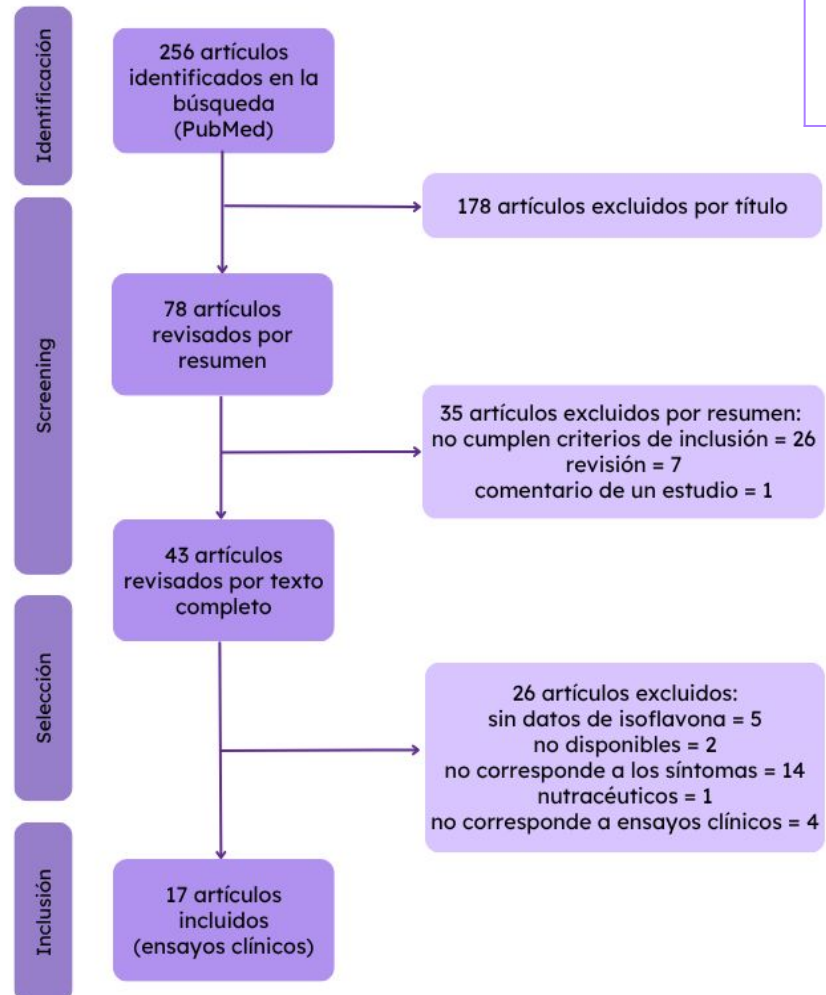 Identificación
256 artículos
identificados en la
búsqueda
(PubMed)
178 artículos excluidos por título
Screening
78 artículos
revisados por
resumen
35 artículos excluidos por resumen:
no cumplen criterios de inclusión = 26
revisión = 7
comentario de un estudio = 1
43 artículos
revisados por texto
completo
Selección
26 artículos excluidos:
sin datos de isoflavona = 5
no disponibles = 2
no corresponde a los síntomas = 14
nutracéuticos = 1
no corresponde a ensayos clínicos = 4
Inclusión
17 artículos
incluidos
(ensayos clínicos)